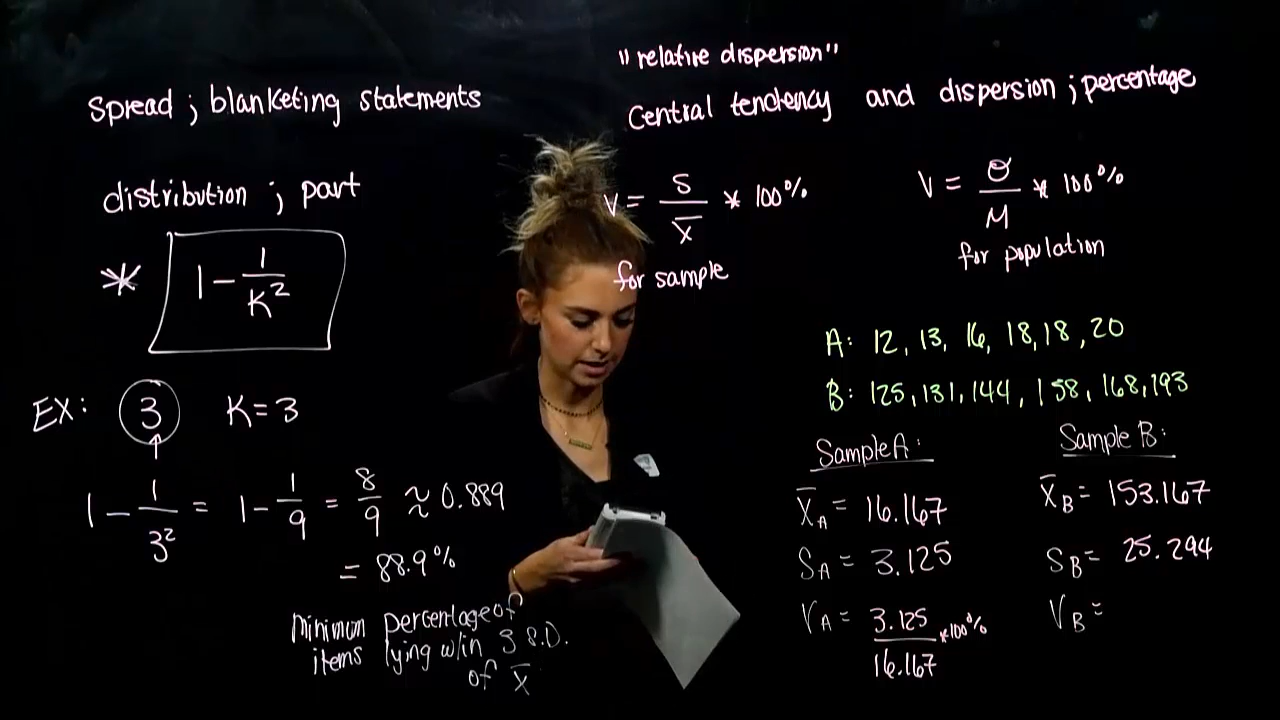 spread ; blanketing statements
distribution ; part
* 1 - 1/K²
EX: 3 K = 3
1 - 1/3² = 1 - 1/9 = 8/9 ≈ 0.889
= 88.9%
Minimum percentage of
items lying w/in 3 S.D.
of x̄
"relative dispersion"
Central tendency and dispersion ; percentage
V = S/x̄ * 100%
for sample
V = σ/M * 100%
for population
A: 12, 13, 16, 18, 18, 20
B: 125, 131, 144, 158, 168, 193
Sample A:
x̄A = 16.167
SA = 3.125
VA = 3.125/16.167 *100%
Sample B:
x̄B = 153.167
SB = 25.294
VB =